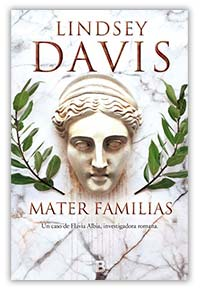 LINDSEY
DAVIS
MATER FAMILIAS
Un caso de Flavia Albia, investigadora romana.
B